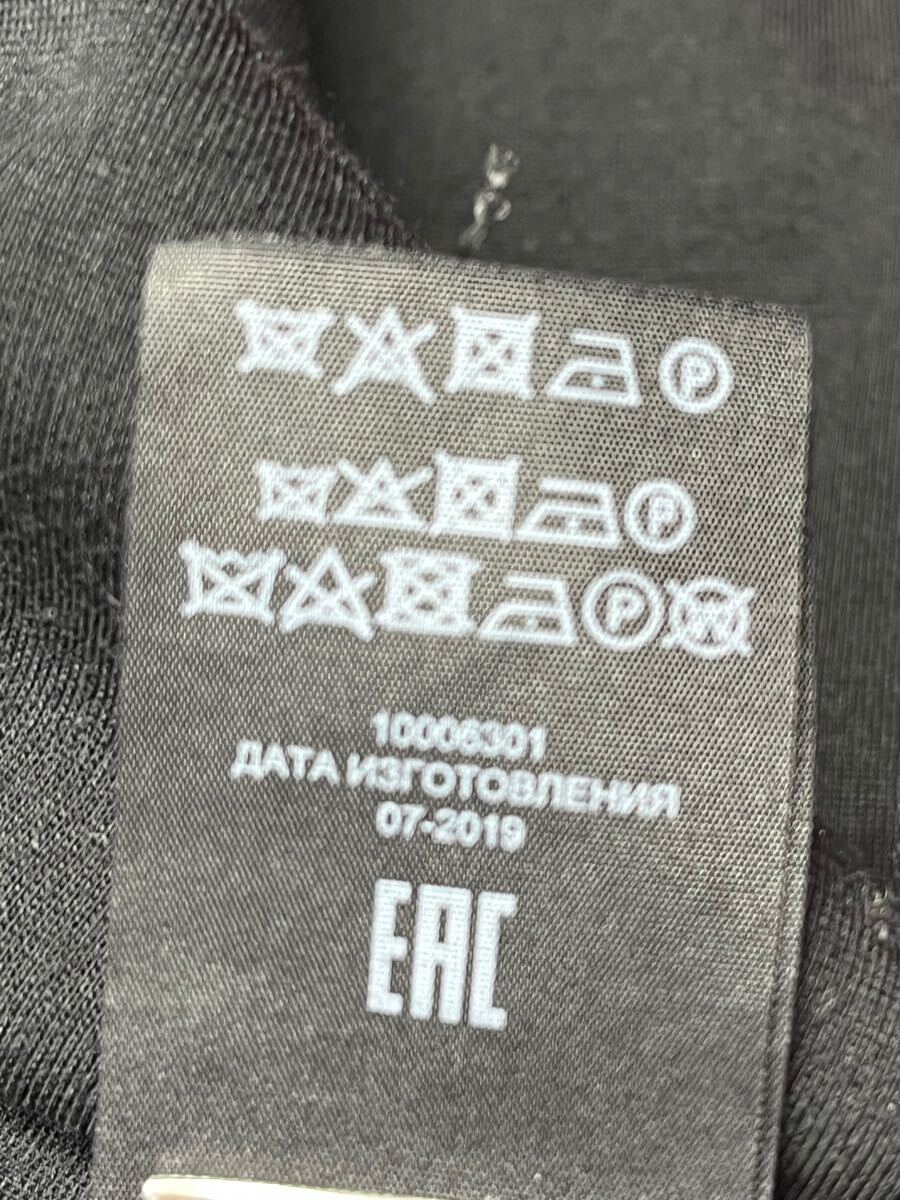 P
P
P W
10006301
ДАТА ИЗГОТОВЛЕНИЯ
07-2019
EAC